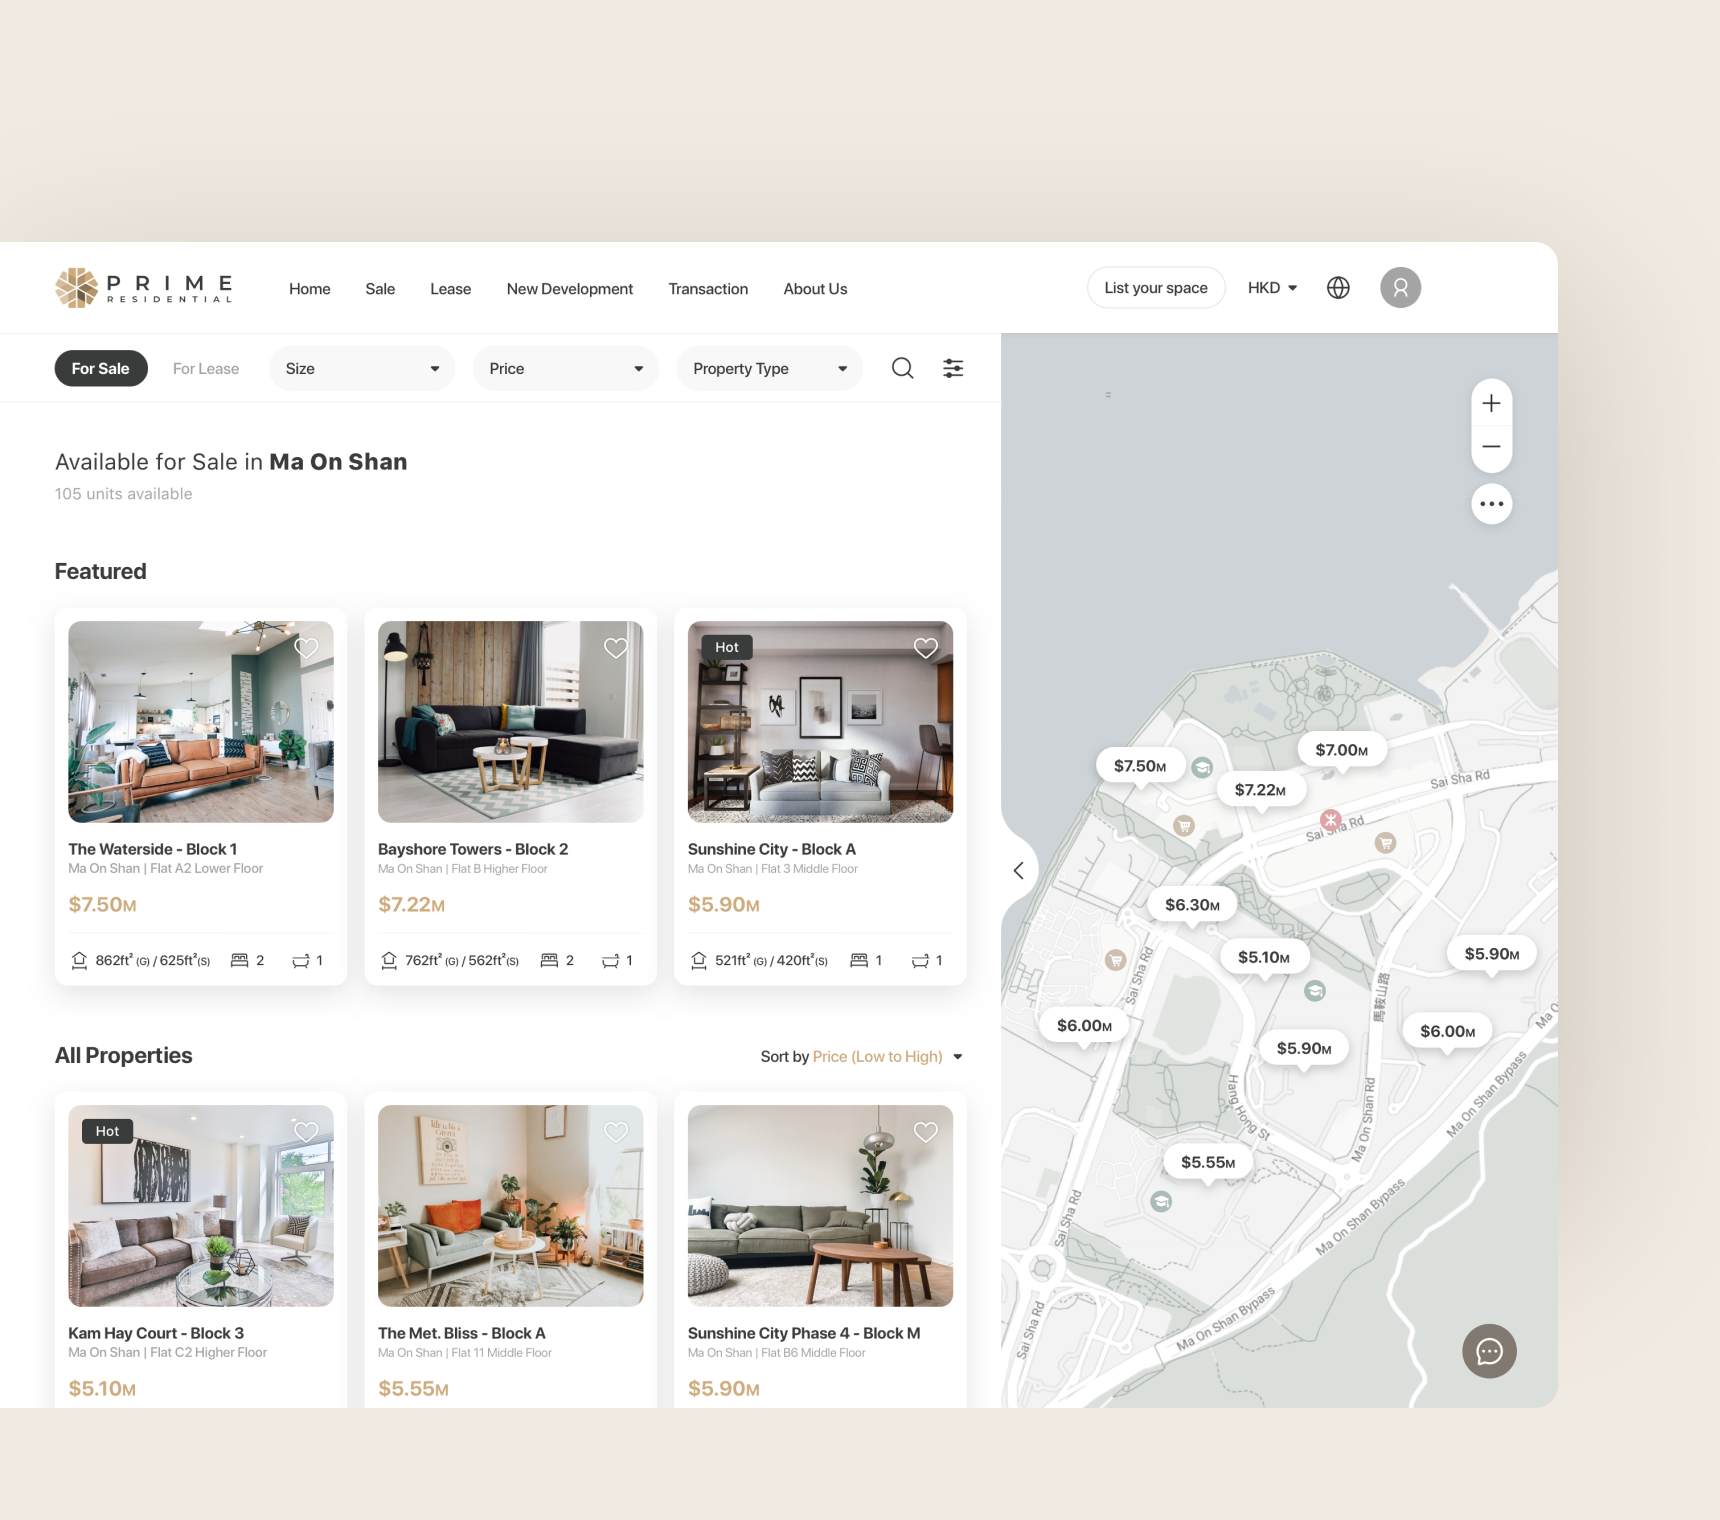 PRIME
RESIDENTIAL
Home
Sale
Lease
New Development
Transaction
About Us
List your space
HKD
For Sale
For Lease
Size
Price
Property Type
Available for Sale in Ma On Shan
105 units available
Featured
Hot
The Waterside - Block 1
Ma On Shan | Flat A2 Lower Floor
$7.50M
862ft² (G) / 625ft²(S)
2
1
Bayshore Towers - Block 2
Ma On Shan | Flat B Higher Floor
$7.22M
762ft² (G) / 562ft²(S)
2
1
Sunshine City - Block A
Ma On Shan | Flat 3 Middle Floor
$5.90M
521ft² (G) / 420ft²(S)
1
1
All Properties
Sort by Price (Low to High)
Hot
Kam Hay Court - Block 3
Ma On Shan | Flat C2 Higher Floor
$5.10M
The Met. Bliss - Block A
Ma On Shan | Flat 11 Middle Floor
$5.55M
Sunshine City Phase 4 - Block M
Ma On Shan | Flat B6 Middle Floor
$5.90M
$7.50M
$7.00M
$7.22M
Sai Sha Rd
Sai Sha Rd
$6.30M
$5.10M
$5.90M
Sai Sha Rd
馬鞍山路
$6.00M
$5.90M
$6.00M
Ma O
Hang Hong St
Ma On Shan Rd
Ma On Shan Bypass
$5.55M
Sai Sha Rd
Ma On Shan Bypass
Ma On Shan Bypass
Sai Sha Rd